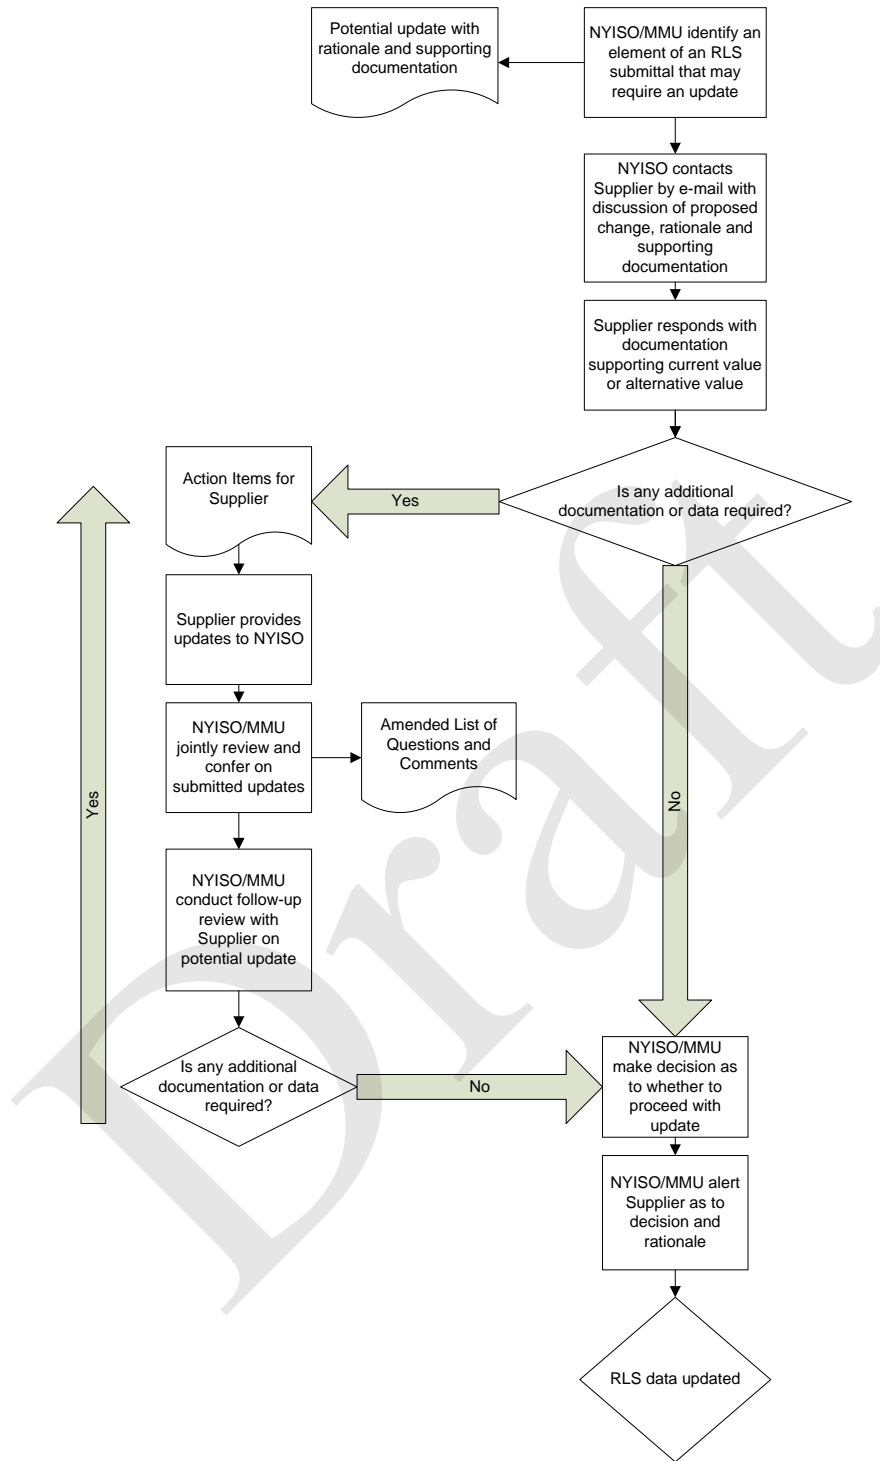 Potential update with
rationale and supporting
documentation
NYISO/MMU identify an
element of an RLS
submittal that may
require an update
NYISO contacts
Supplier by e-mail with
discussion of proposed
change, rationale and
supporting
documentation
Supplier responds with
documentation
supporting current value
or alternative value
Is any additional
documentation or data required?
Yes
Action Items for
Supplier
Supplier provides
updates to NYISO
NYISO/MMU
jointly review and
confer on
submitted updates
Amended List of
Questions and
Comments
NYISO/MMU
conduct follow-up
review with
Supplier on
potential update
Is any additional
documentation or data
required?
Yes
No
No
NYISO/MMU
make decision as
to whether to
proceed with
update
NYISO/MMU alert
Supplier as to
decision and
rationale
RLS data updated
Draft